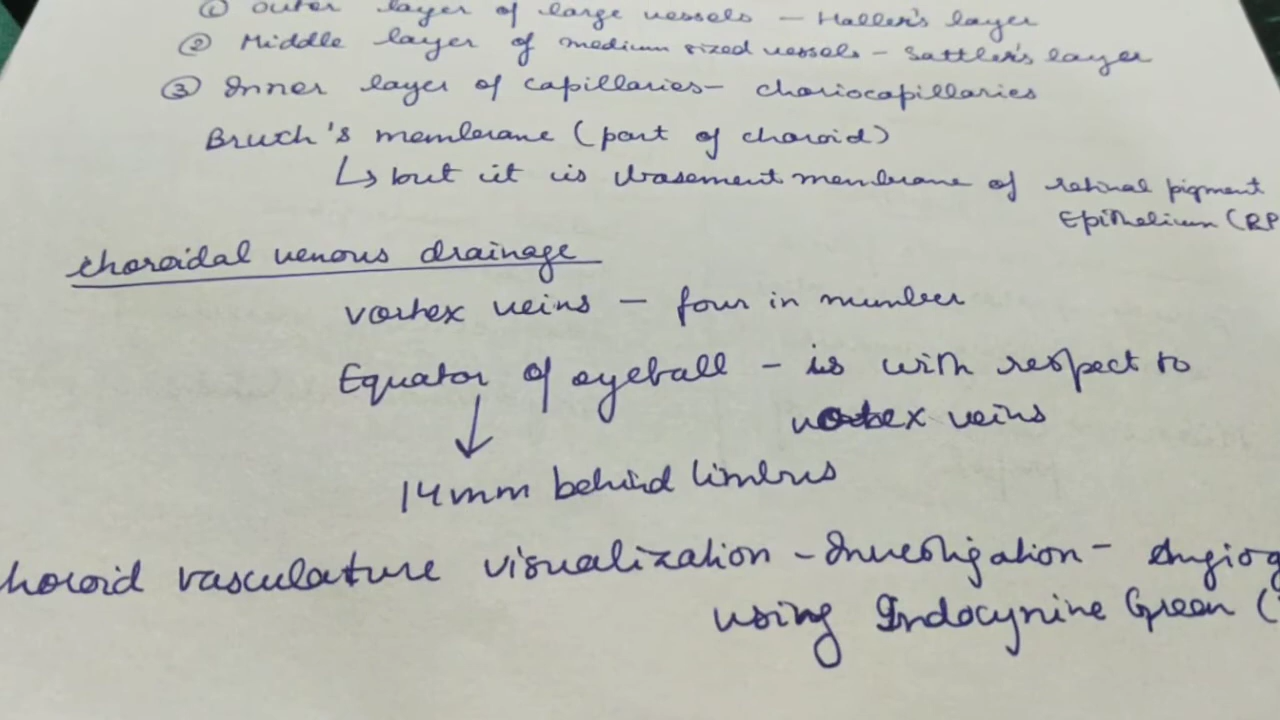 ① Outer layer of large vessels - Haller's layer
② Middle layer of medium sized vessels - Sattler's layer
③ Inner layer of capillaries - choriocapillaries
Bruch's membrane (part of choroid)
↳ but it is basement membrane of retinal pigment
Epithelium (RP
choroidal venous drainage
vortex veins - four in number
Equator of eyeball - is with respect to
vortex veins
↓
14mm behind limbus
horoid vasculature visualization - Investigation - Angiog
using Indocynine Green (